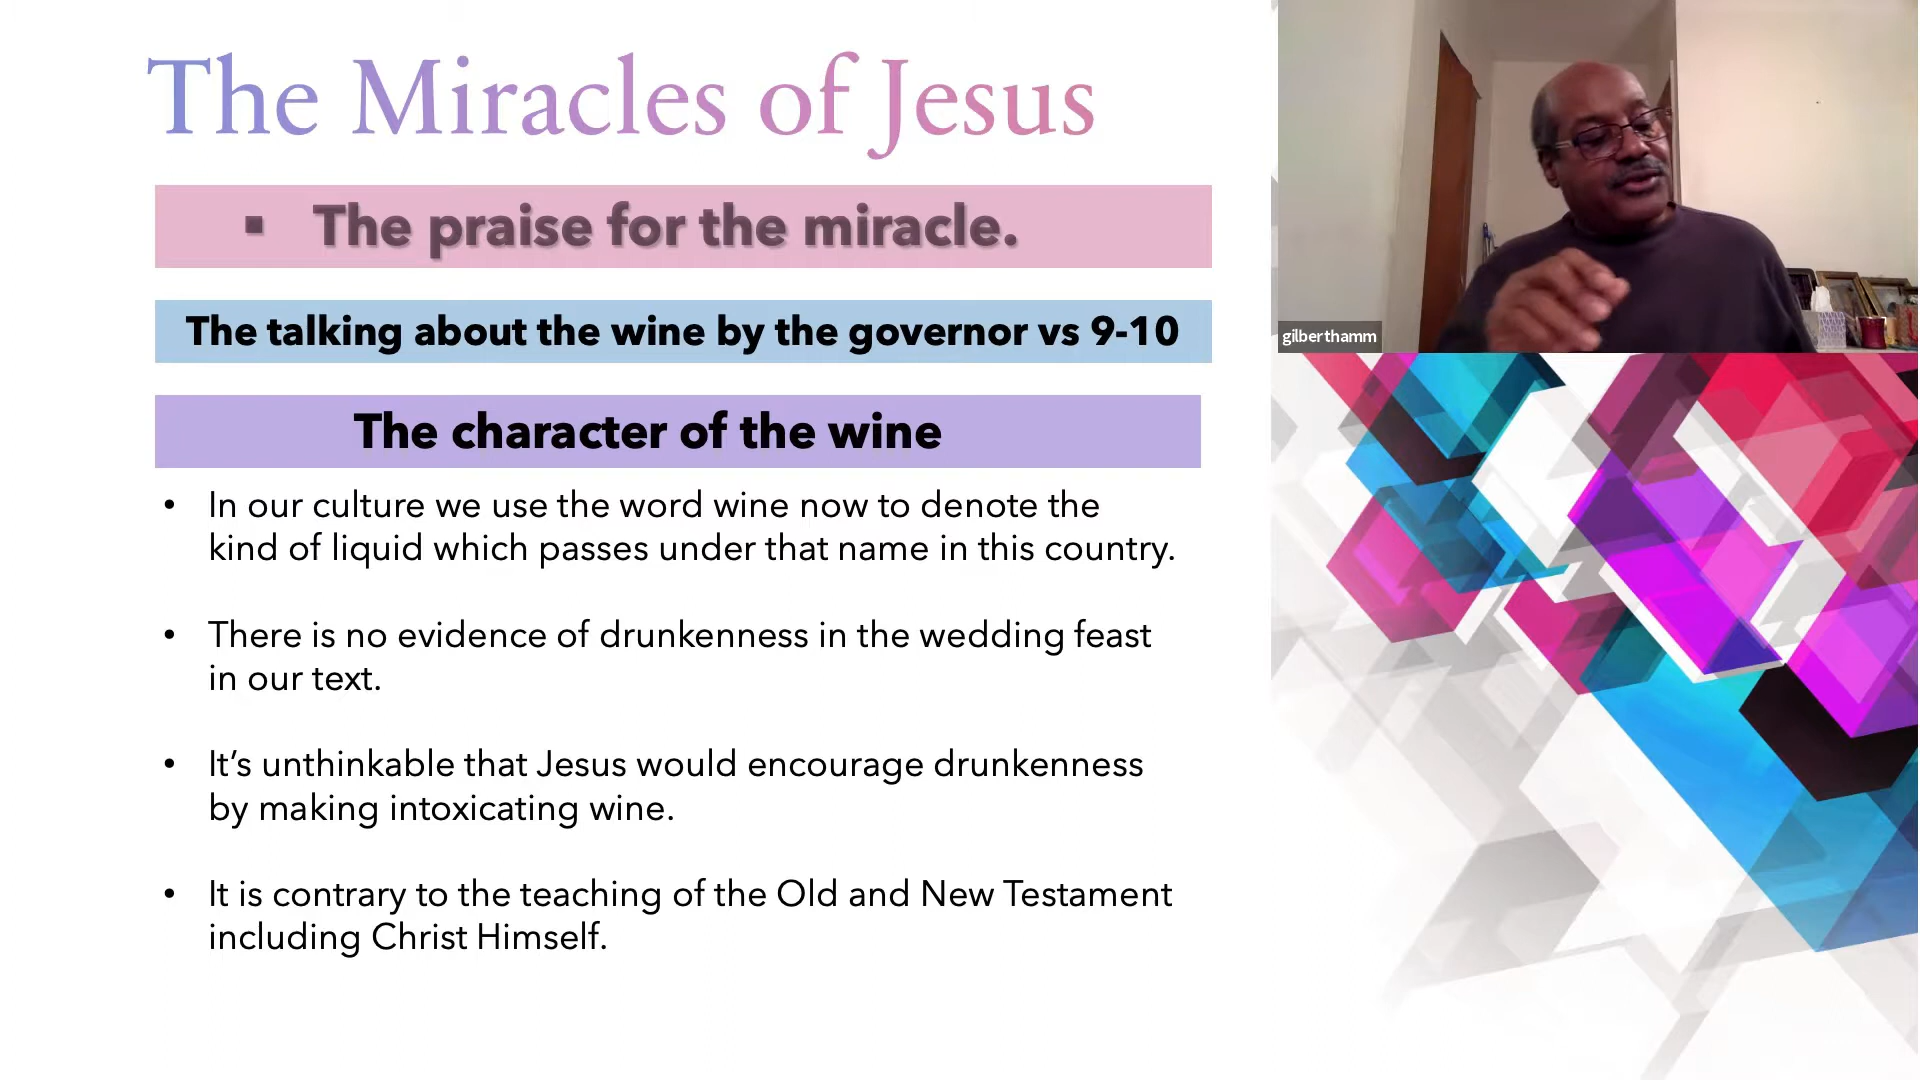 The Miracles of Jesus
▪ The praise for the miracle.
The talking about the wine by the governor vs 9-10
The character of the wine
• In our culture we use the word wine now to denote the
kind of liquid which passes under that name in this country.
• There is no evidence of drunkenness in the wedding feast
in our text.
• It’s unthinkable that Jesus would encourage drunkenness
by making intoxicating wine.
• It is contrary to the teaching of the Old and New Testament
including Christ Himself.
gilberthamm